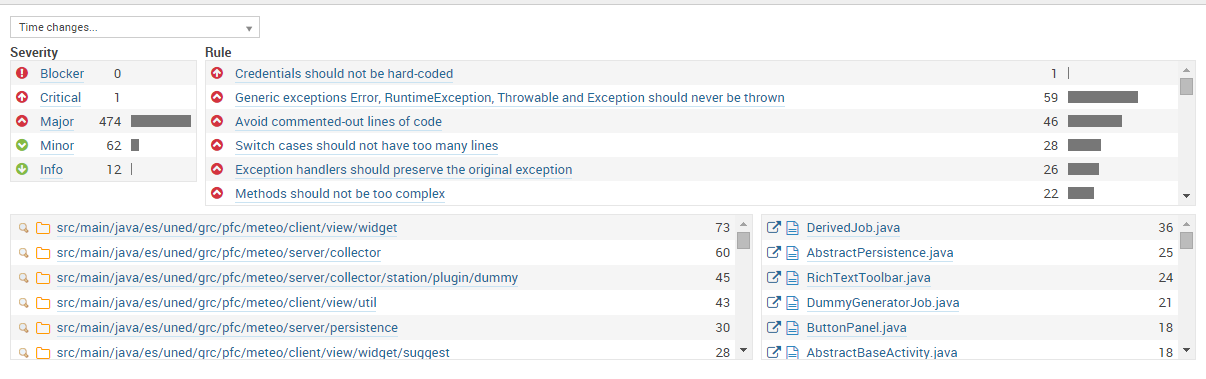 Time changes...
Severity
Blocker 0
Critical 1
Major 474
Minor 62
Info 12
Rule
Credentials should not be hard-coded 1
Generic exceptions Error, RuntimeException, Throwable and Exception should never be thrown 59
Avoid commented-out lines of code 46
Switch cases should not have too many lines 28
Exception handlers should preserve the original exception 26
Methods should not be too complex 22
src/main/java/es/uned/grc/pfc/meteo/client/view/widget 73
src/main/java/es/uned/grc/pfc/meteo/server/collector 60
src/main/java/es/uned/grc/pfc/meteo/server/collector/station/plugin/dummy 45
src/main/java/es/uned/grc/pfc/meteo/client/view/util 43
src/main/java/es/uned/grc/pfc/meteo/server/persistence 30
src/main/java/es/uned/grc/pfc/meteo/client/view/widget/suggest 28
DerivedJob.java 36
AbstractPersistence.java 25
RichTextToolbar.java 24
DummyGeneratorJob.java 21
ButtonPanel.java 18
AbstractBaseActivity.java 18